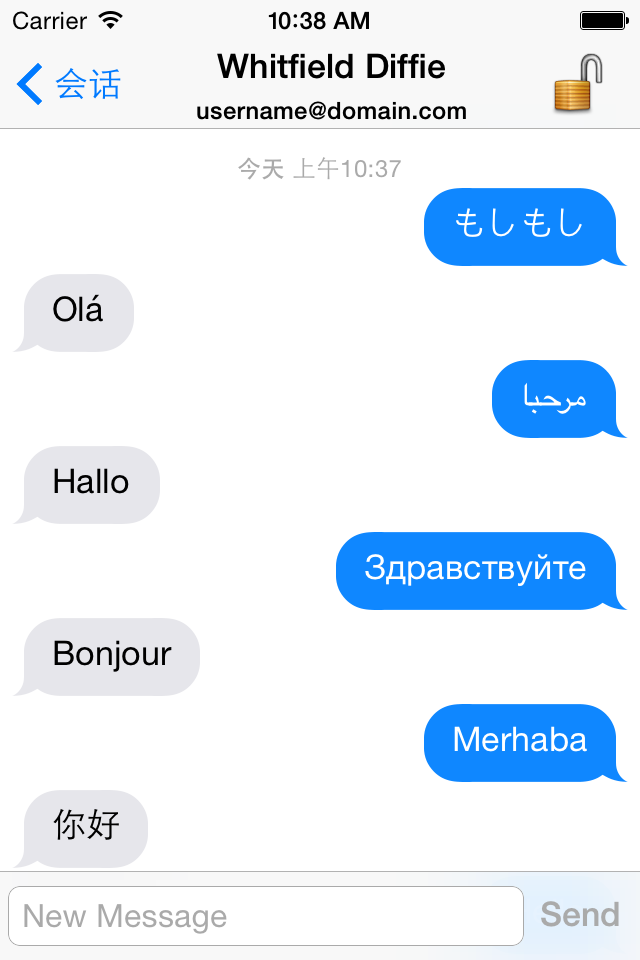 Carrier 10:38 AM
会话 Whitfield Diffie
username@domain.com
今天 上午10:37
もしもし
Olá
مرحبا
Hallo
Здравствуйте
Bonjour
Merhaba
你好
New Message Send